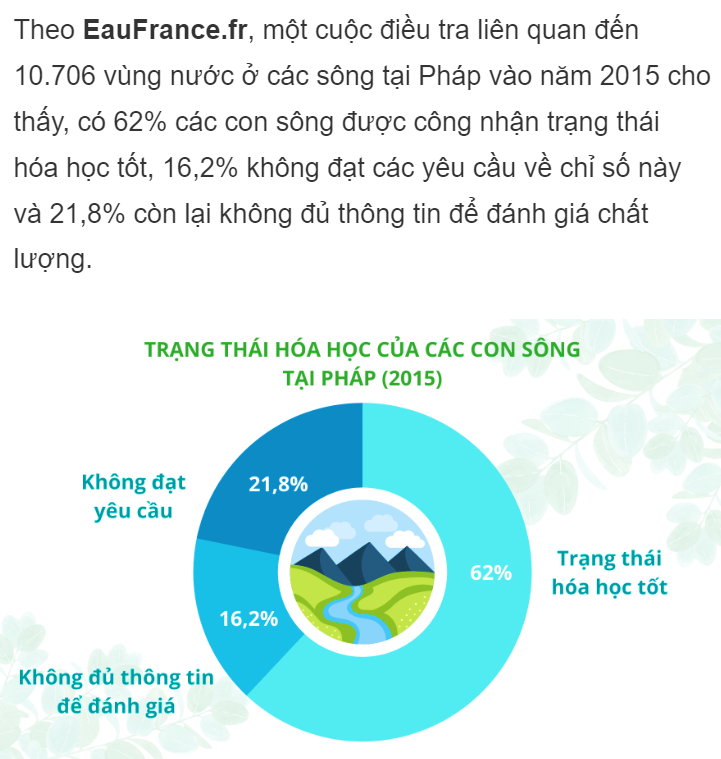 Theo EauFrance.fr, một cuộc điều tra liên quan đến
10.706 vùng nước ở các sông tại Pháp vào năm 2015 cho
thấy, có 62% các con sông được công nhận trạng thái
hóa học tốt, 16,2% không đạt các yêu cầu về chỉ số này
và 21,8% còn lại không đủ thông tin để đánh giá chất
lượng.
TRẠNG THÁI HÓA HỌC CỦA CÁC CON SÔNG
TẠI PHÁP (2015)
Không đạt
yêu cầu
21,8%
62%
Trạng thái
hóa học tốt
16,2%
Không đủ thông tin
để đánh giá